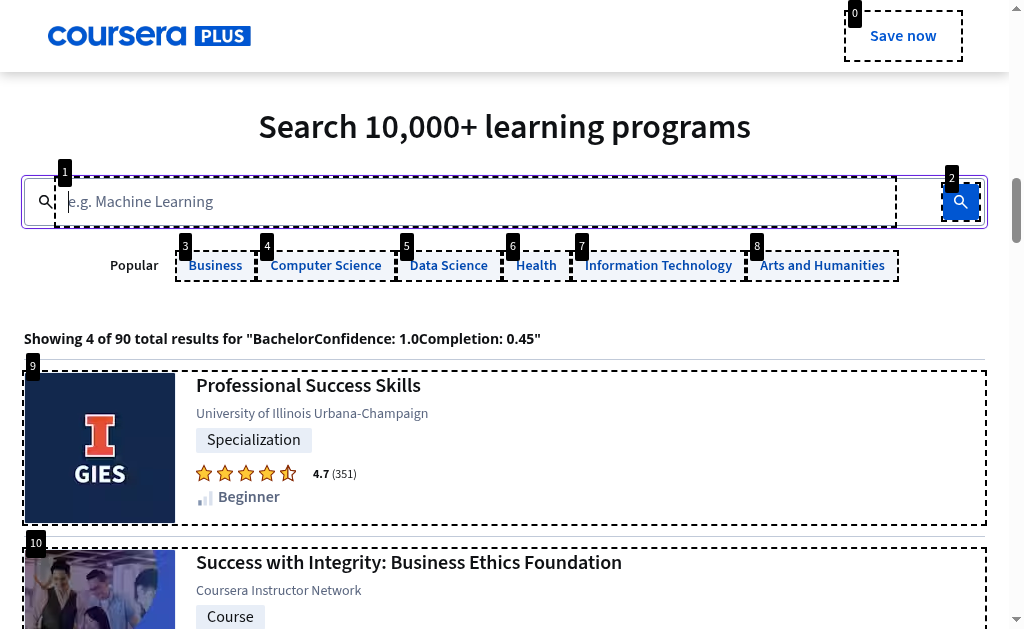 coursera PLUS
0
Save now
Search 10,000+ learning programs
1
e.g. Machine Learning
2
Popular
3
Business
4
Computer Science
5
Data Science
6
Health
7
Information Technology
8
Arts and Humanities
Showing 4 of 90 total results for "BachelorConfidence: 1.0Completion: 0.45"
9
I
GIES
Professional Success Skills
University of Illinois Urbana-Champaign
Specialization
4.7 (351)
Beginner
10
Success with Integrity: Business Ethics Foundation
Coursera Instructor Network
Course